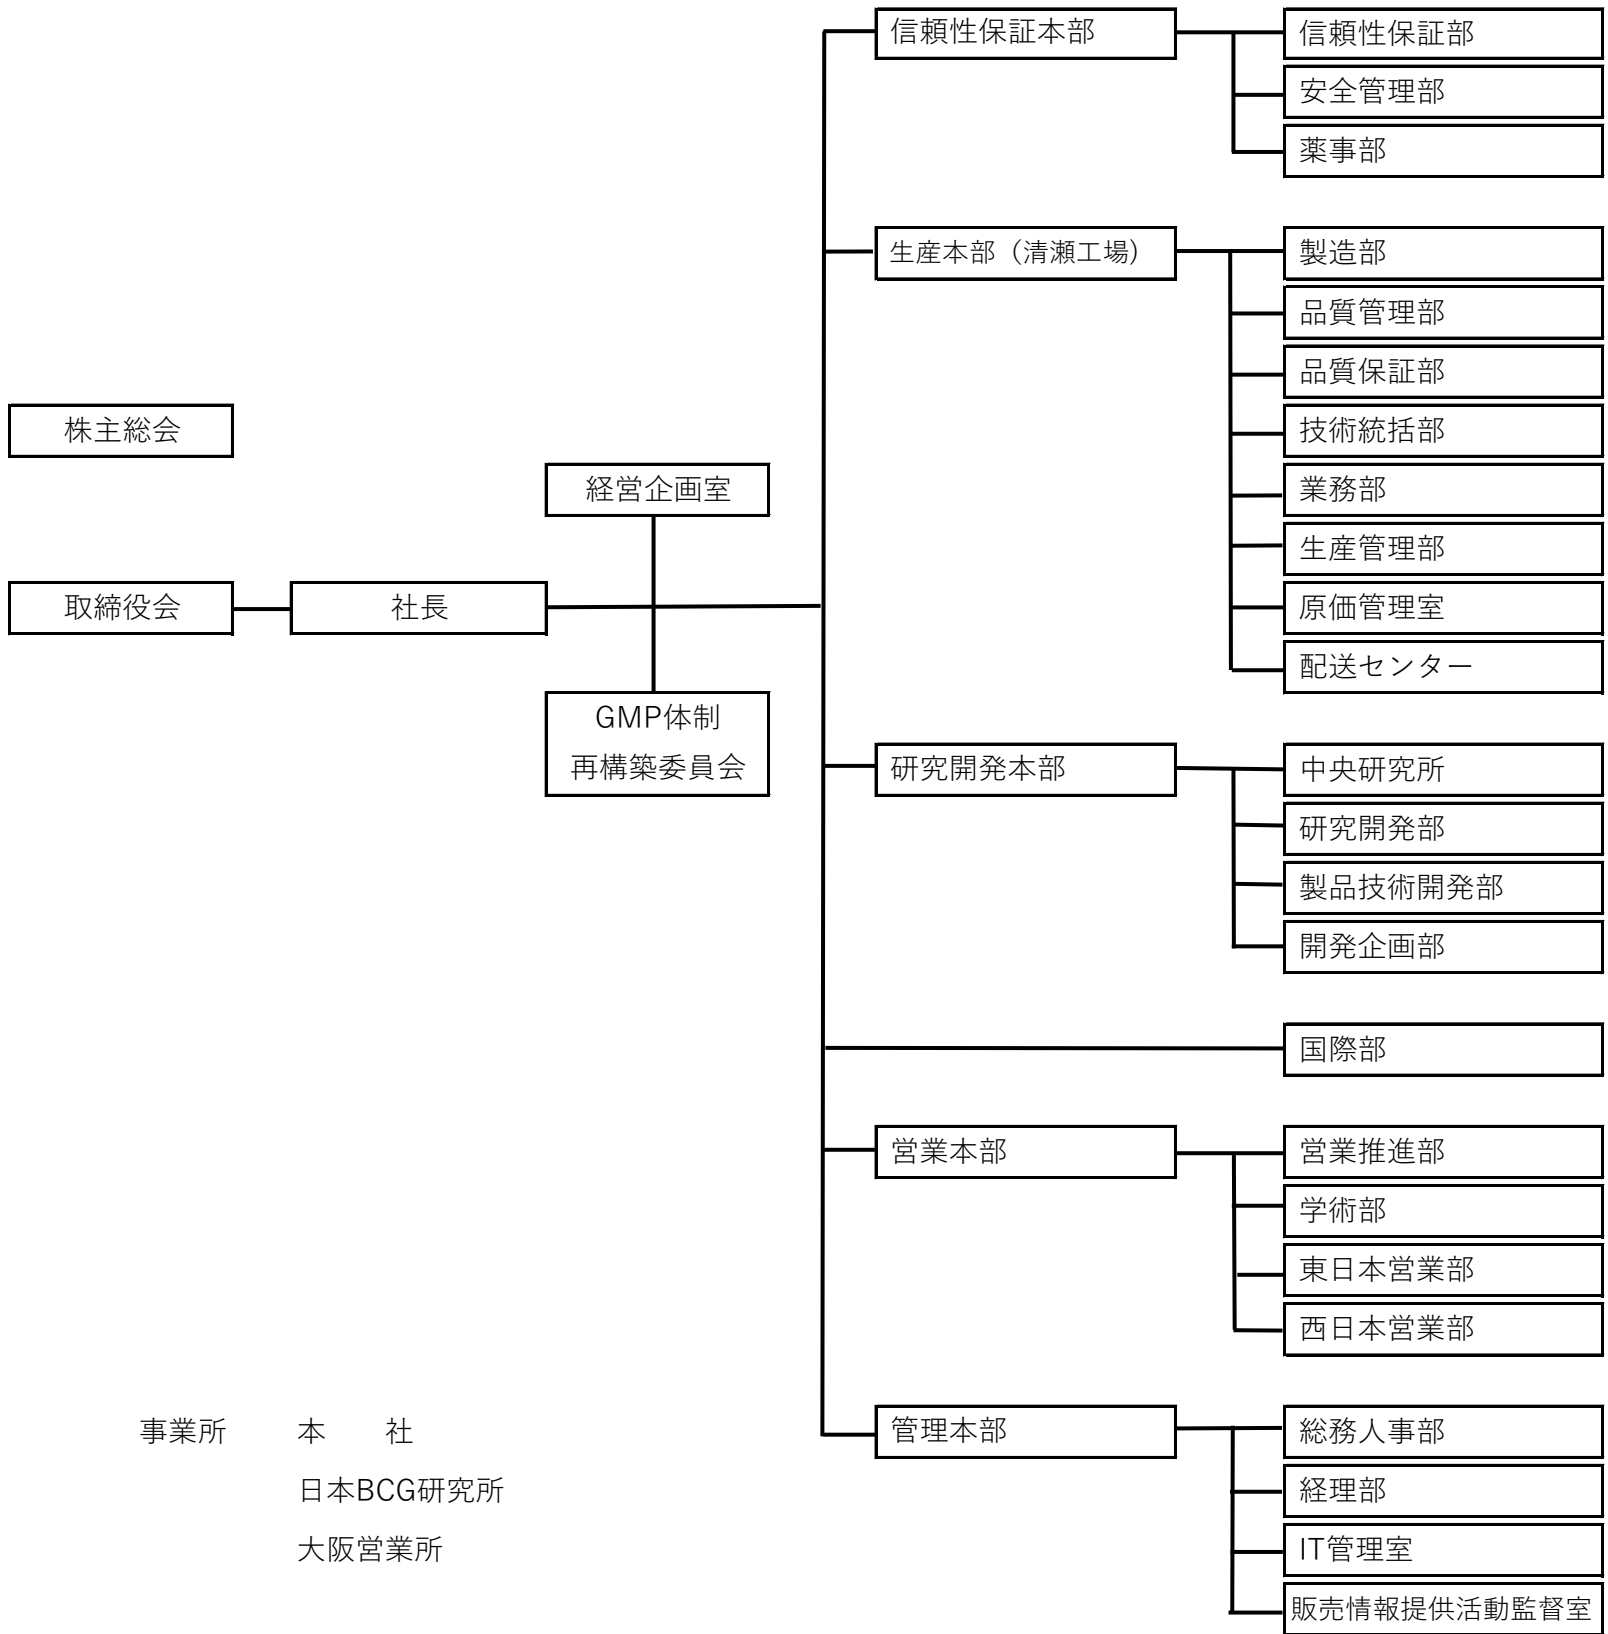 株主総会
取締役会
社長
経営企画室
GMP体制
再構築委員会
信頼性保証本部
信頼性保証部
安全管理部
薬事部
生産本部（清瀬工場）
製造部
品質管理部
品質保証部
技術統括部
業務部
生産管理部
原価管理室
配送センター
研究開発本部
中央研究所
研究開発部
製品技術開発部
開発企画部
国際部
営業本部
営業推進部
学術部
東日本営業部
西日本営業部
管理本部
総務人事部
経理部
IT管理室
販売情報提供活動監督室
事業所　　本　　社
日本BCG研究所
大阪営業所